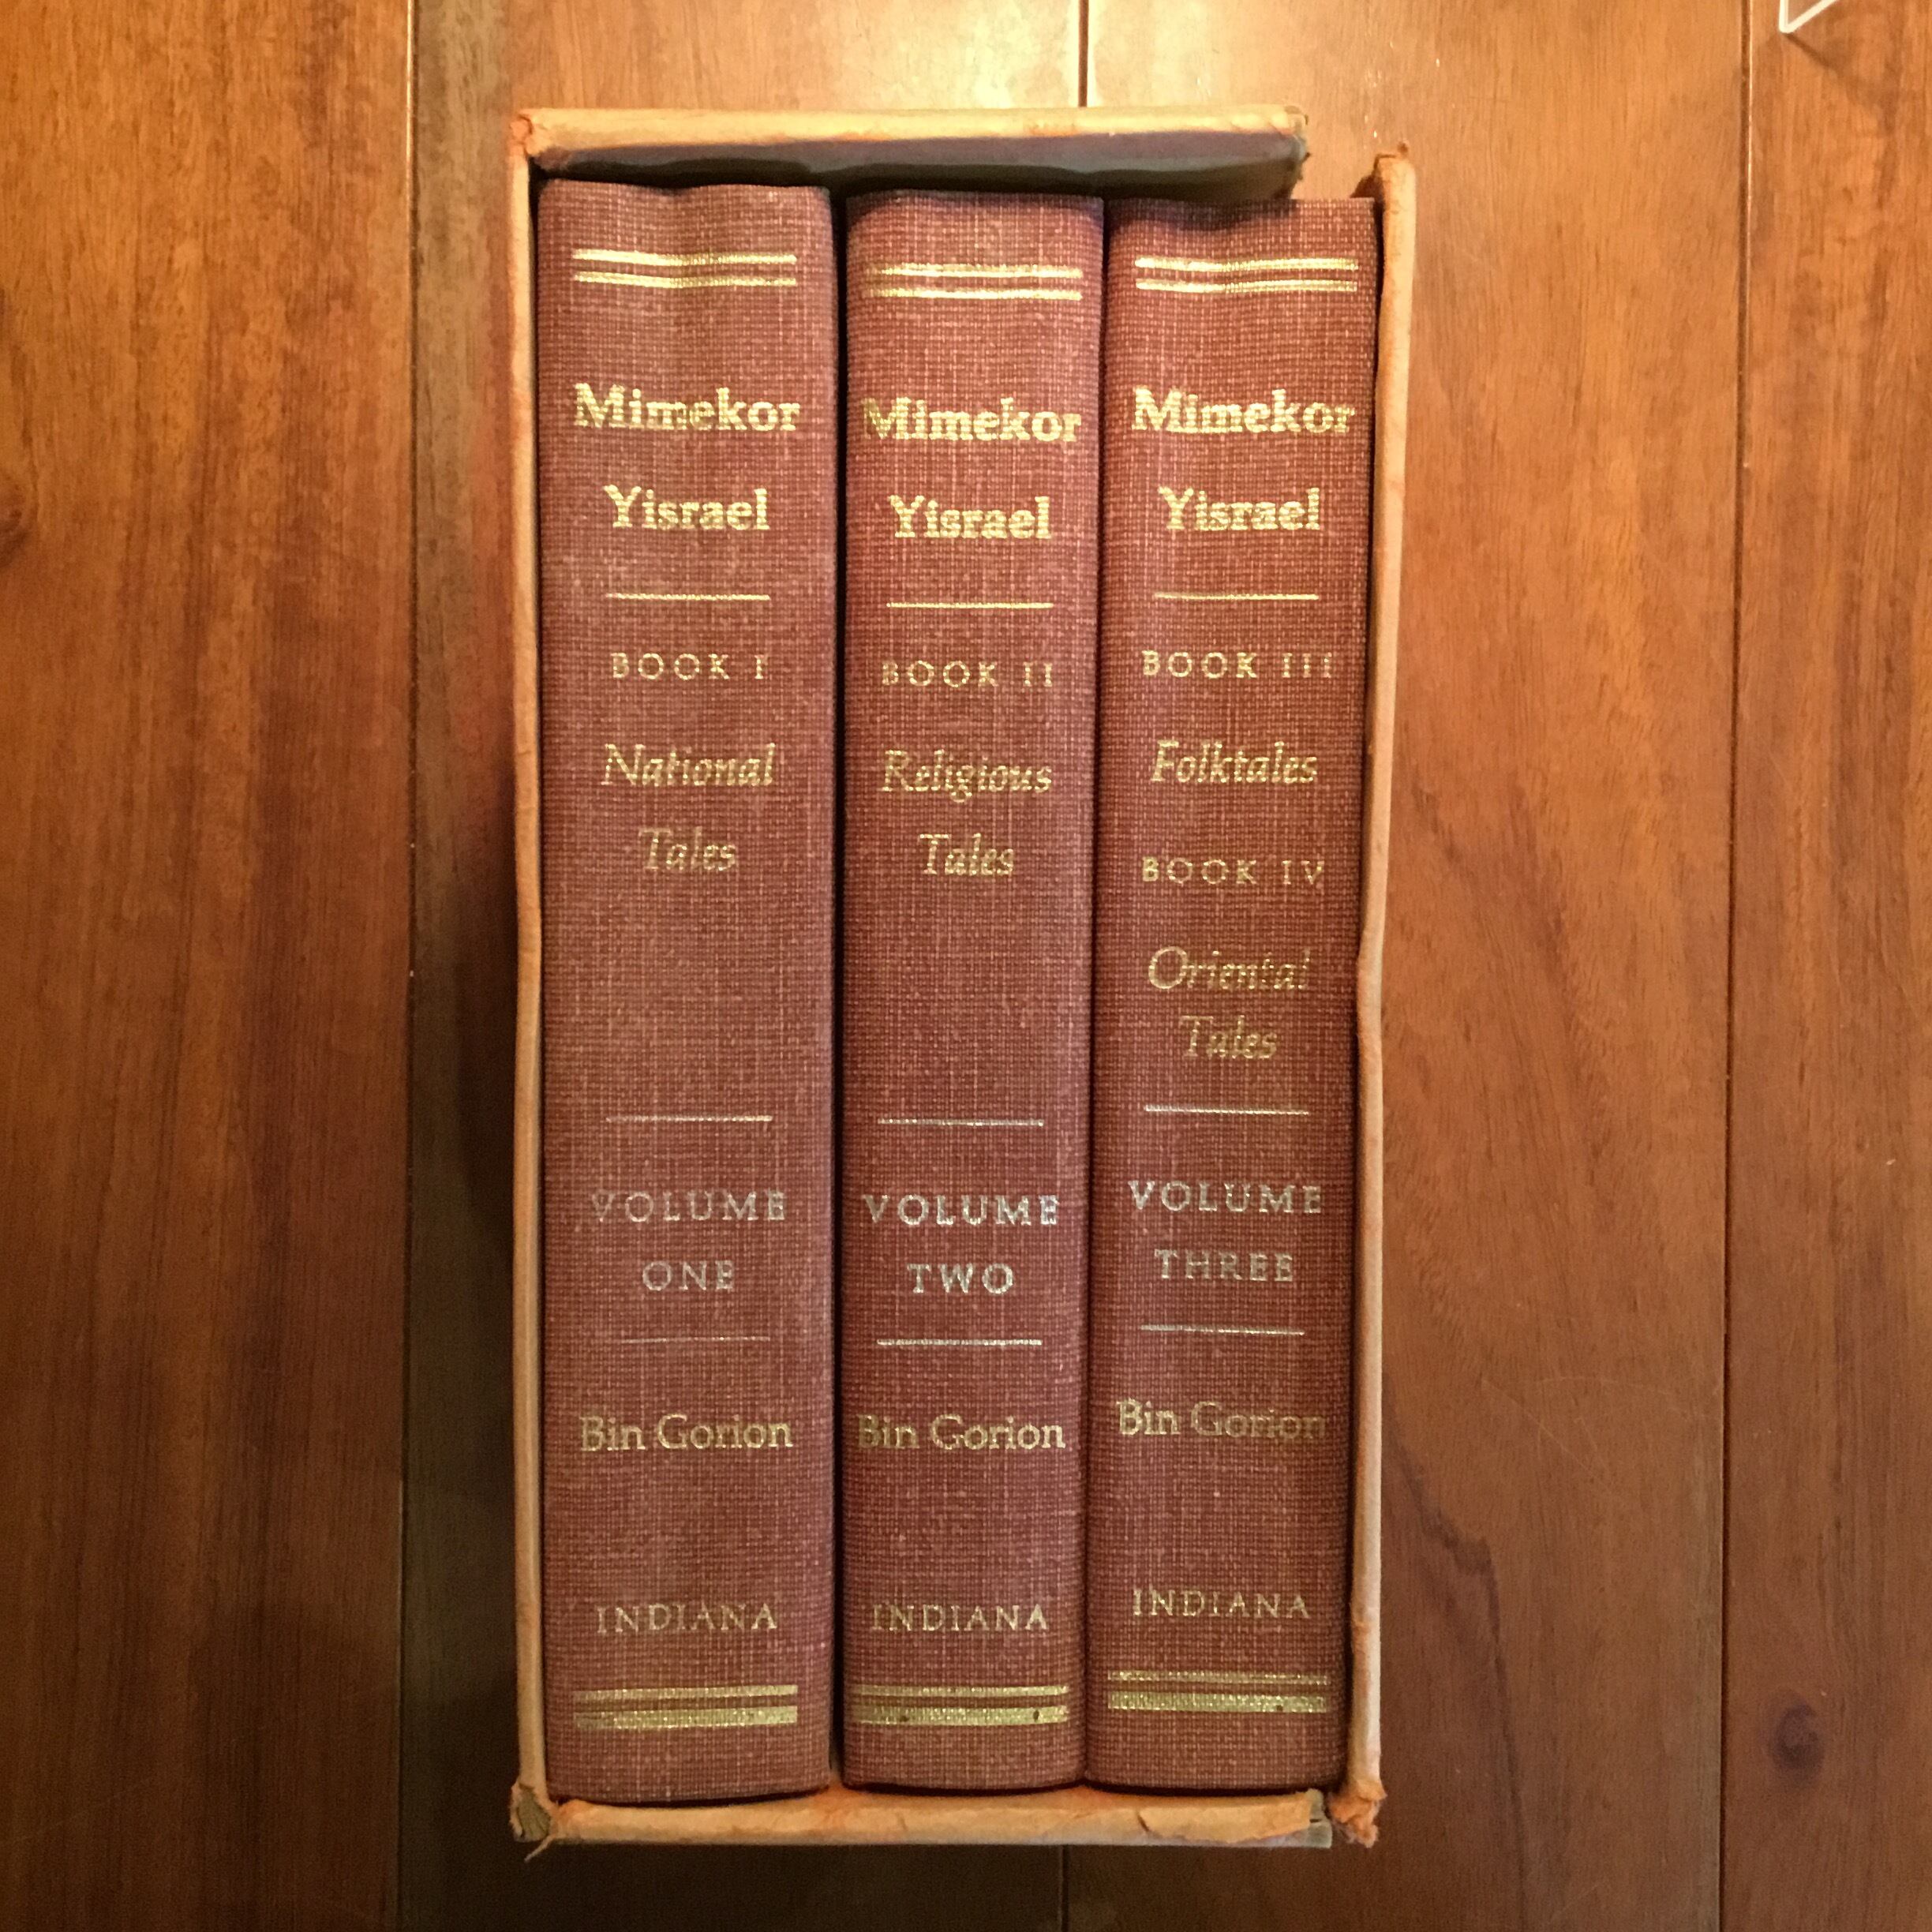 Mimekor
Yisrael
BOOK I
National
Tales
VOLUME
ONE
Bin Gorion
INDIANA
Mimekor
Yisrael
BOOK II
Religious
Tales
VOLUME
TWO
Bin Gorion
INDIANA
Mimekor
Yisrael
BOOK III
Folktales
BOOK IV
Oriental
Tales
VOLUME
THREE
Bin Gorion
INDIANA